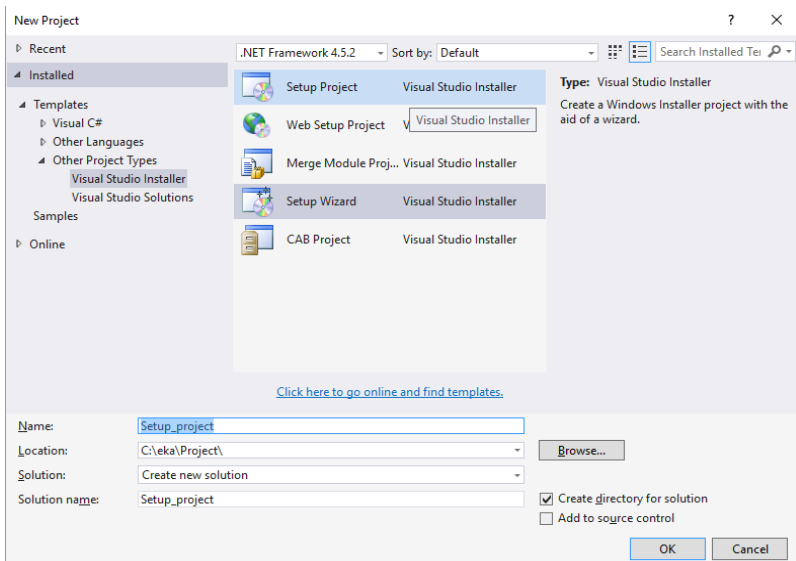 New Project
Recent
.NET Framework 4.5.2 Sort by: Default Search Installed Te
Installed
Templates
Visual C#
Other Languages
Other Project Types
Visual Studio Installer
Visual Studio Solutions
Samples
Online
Setup Project Visual Studio Installer
Web Setup Project V Visual Studio Installer
Merge Module Proj... Visual Studio Installer
Setup Wizard Visual Studio Installer
CAB Project Visual Studio Installer
Type: Visual Studio Installer
Create a Windows Installer project with the
aid of a wizard.
Click here to go online and find templates.
Name: Setup_project
Location: C:\eka\Project\ Browse...
Solution: Create new solution
Solution name: Setup_project
Create directory for solution
Add to source control
OK Cancel